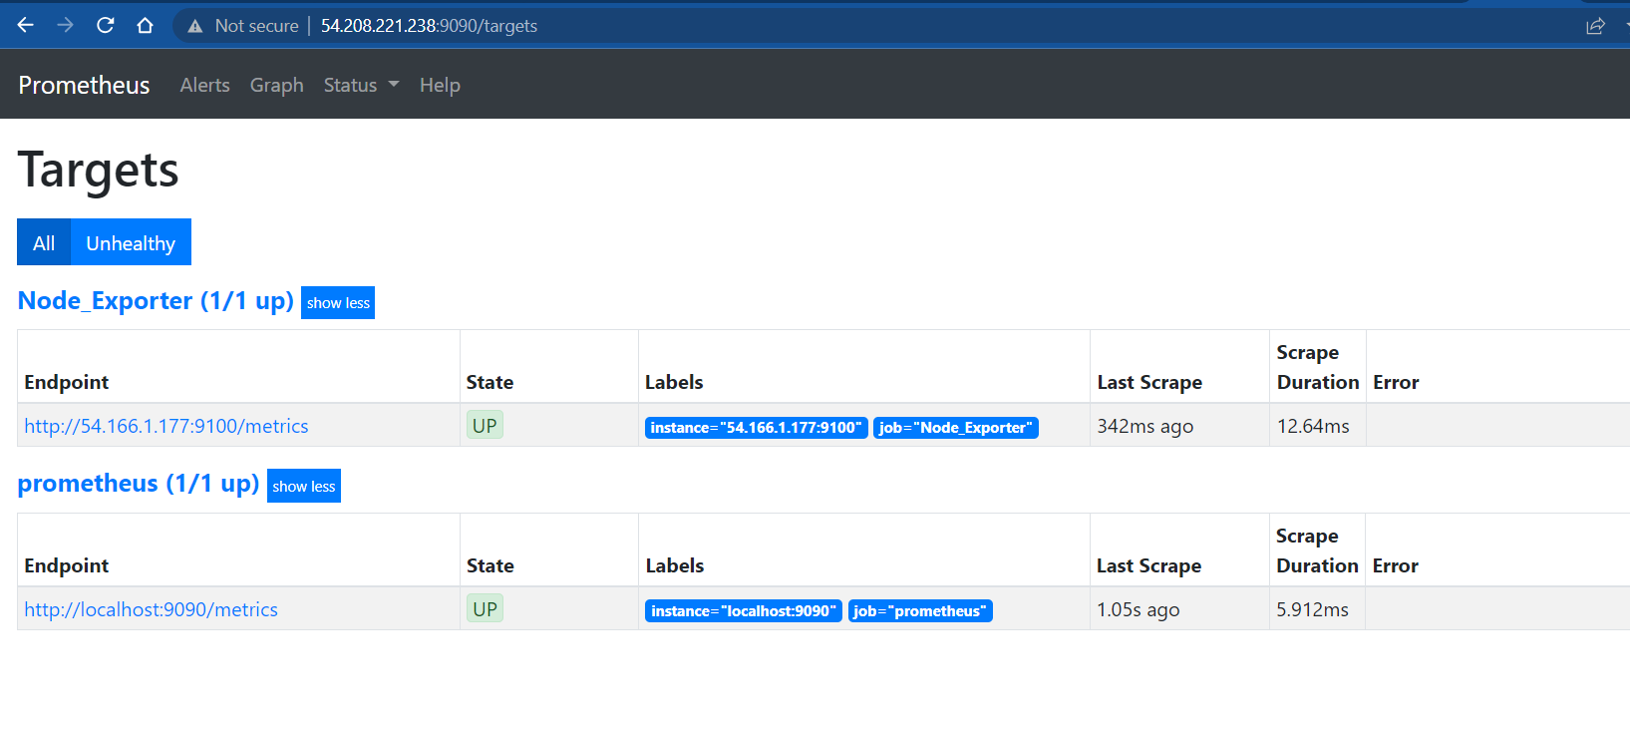 Not secure | 54.208.221.238:9090/targets
Prometheus Alerts Graph Status Help
Targets
All Unhealthy
Node_Exporter (1/1 up) show less
Endpoint State Labels Last Scrape Scrape Duration Error
http://54.166.1.177:9100/metrics UP instance="54.166.1.177:9100" job="Node_Exporter" 342ms ago 12.64ms
prometheus (1/1 up) show less
Endpoint State Labels Last Scrape Scrape Duration Error
http://localhost:9090/metrics UP instance="localhost:9090" job="prometheus" 1.05s ago 5.912ms